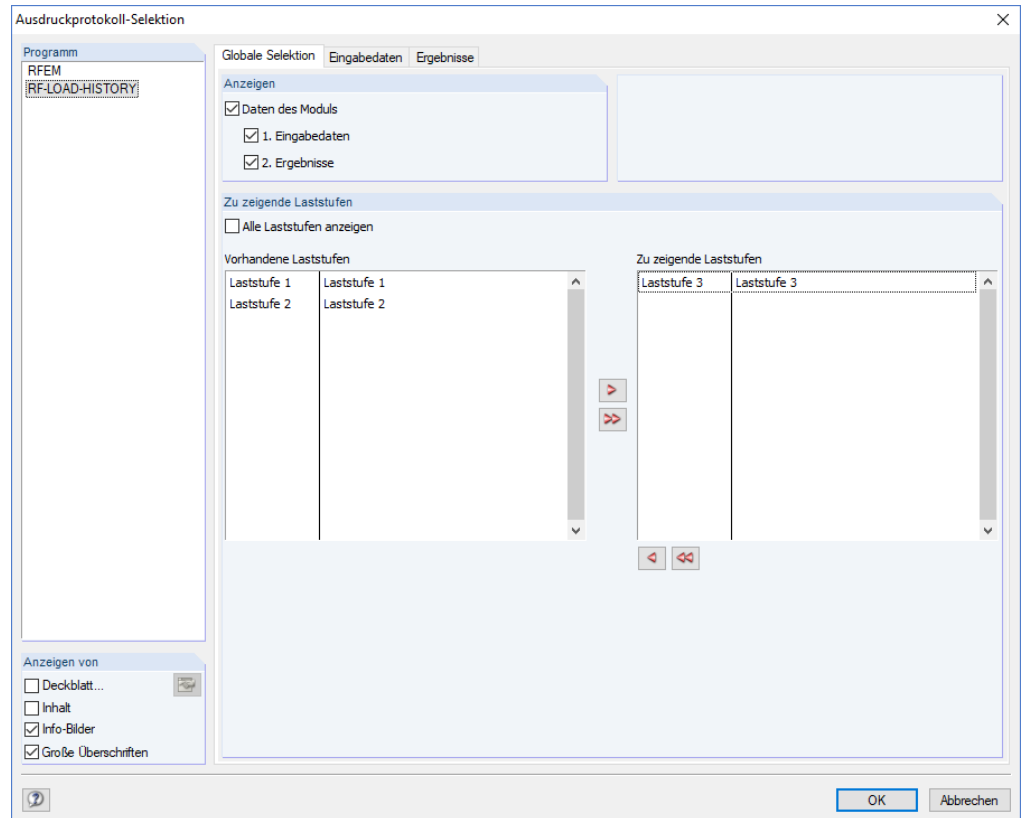 Ausdruckprotokoll-Selektion
Programm
RFEM
RF-LOAD-HISTORY
Globale Selektion
Eingabedaten
Ergebnisse
Anzeigen
Daten des Moduls
1. Eingabedaten
2. Ergebnisse
Zu zeigende Laststufen
Alle Laststufen anzeigen
Vorhandene Laststufen
Laststufe 1 Laststufe 1
Laststufe 2 Laststufe 2
Zu zeigende Laststufen
Laststufe 3 Laststufe 3
Anzeigen von
Deckblatt...
Inhalt
Info-Bilder
Große Überschriften
OK
Abbrechen